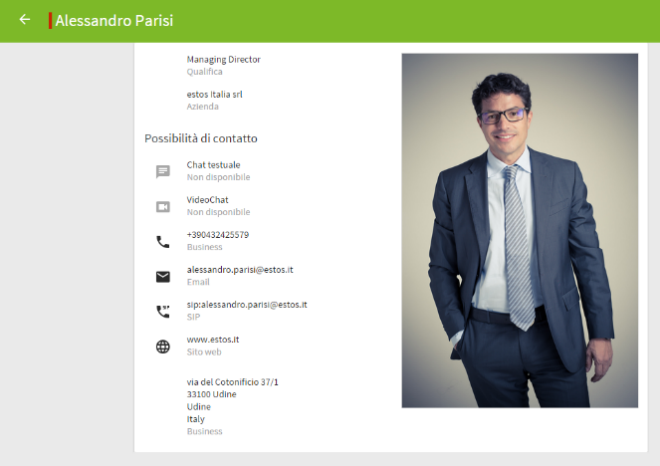 Alessandro Parisi
Managing Director
Qualifica
estos Italia srl
Azienda
Possibilità di contatto
Chat testuale
Non disponibile
VideoChat
Non disponibile
+390432425579
Business
alessandro.parisi@estos.it
Email
sip:alessandro.parisi@estos.it
SIP
www.estos.it
Sito web
via del Cotonificio 37/1
33100 Udine
Udine
Italy
Business